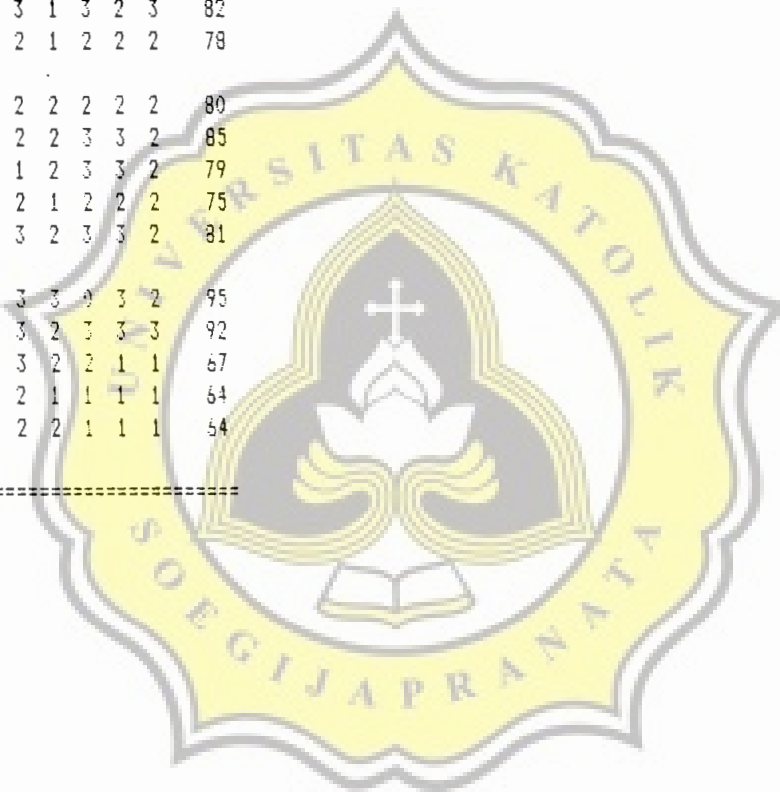 3 1 3 2 3 82
2 1 2 2 2 78
2 2 2 2 2 80
2 2 3 3 2 85
1 2 3 3 2 79
2 1 2 2 2 75
3 2 3 3 2 81
3 3 0 3 2 95
3 2 3 3 3 92
3 2 2 1 1 67
2 1 1 1 1
2 2 1 1 1
UNIVERSITAS KATOLIK
SOEGIJAPRANATA